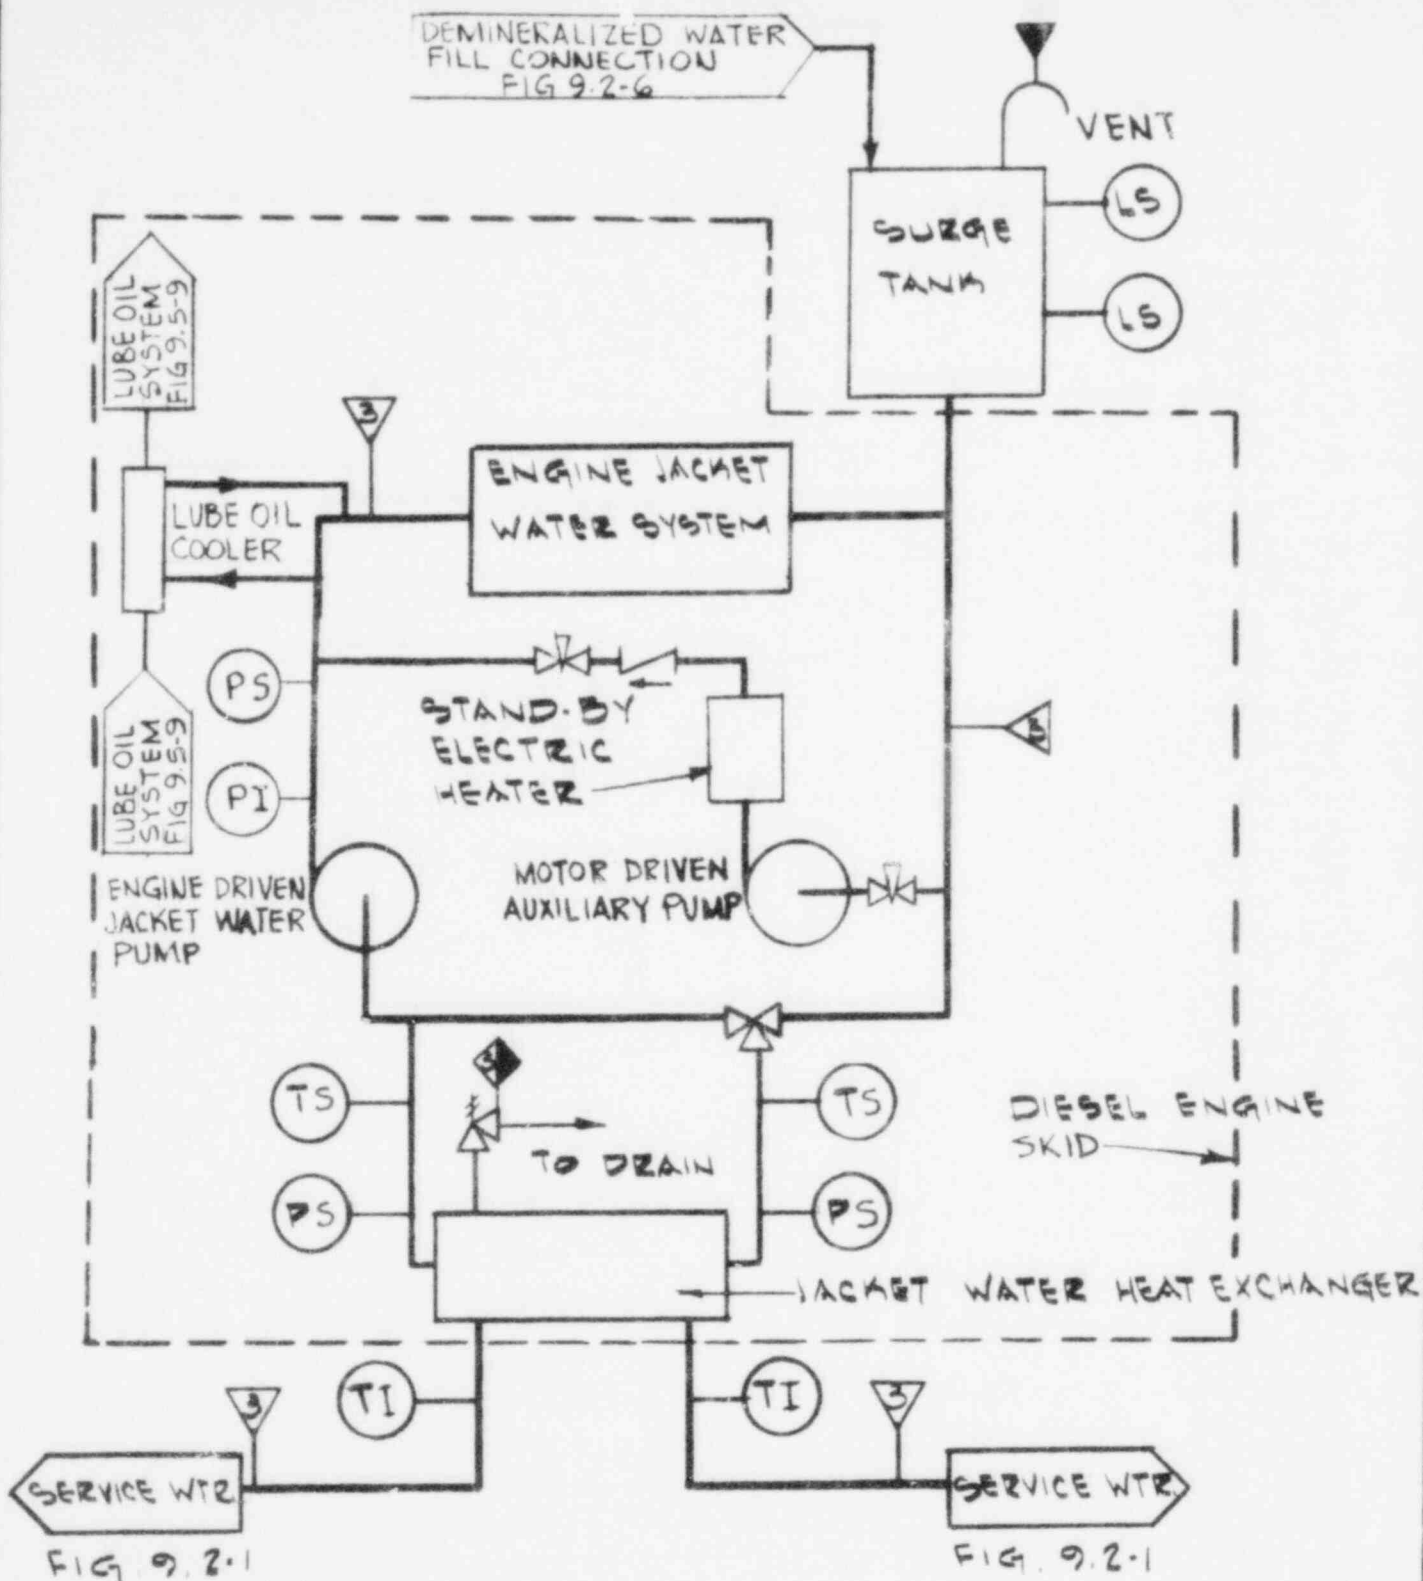 DEMINERALIZED WATER
FILL CONNECTION
FIG 9.2-6
VENT
LS
SURGE
TANK
LS
LUBE OIL
SYSTEM
FIG 9.5-9
3
ENGINE JACKET
WATER SYSTEM
LUBE OIL
COOLER
PS
STAND-BY
ELECTRIC
HEATER
LUBE OIL
SYSTEM
FIG 9.5-9
PI
ENGINE DRIVEN
JACKET WATER
PUMP
MOTOR DRIVEN
AUXILIARY PUMP
3
TS
TS
TO DRAIN
DIESEL ENGINE
SKID
PS
PS
JACKET WATER HEAT EXCHANGER
3
TI
TI
3
SERVICE WTR
SERVICE WTR
FIG. 9.2-1
FIG. 9.2-1